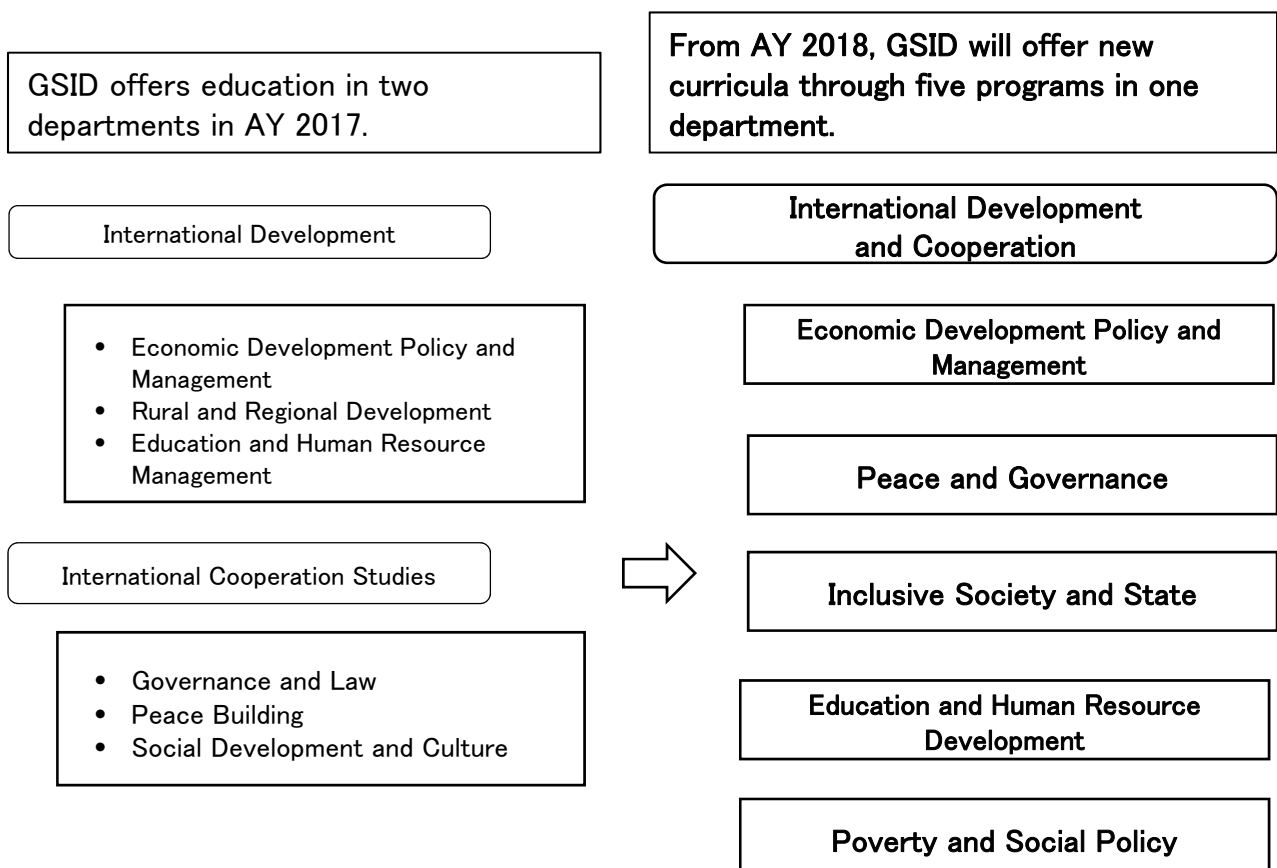 GSID offers education in two
departments in AY 2017.
International Development
• Economic Development Policy and
Management
• Rural and Regional Development
• Education and Human Resource
Management
International Cooperation Studies
• Governance and Law
• Peace Building
• Social Development and Culture
From AY 2018, GSID will offer new
curricula through five programs in one
department.
International Development
and Cooperation
Economic Development Policy and
Management
Peace and Governance
Inclusive Society and State
Education and Human Resource
Development
Poverty and Social Policy